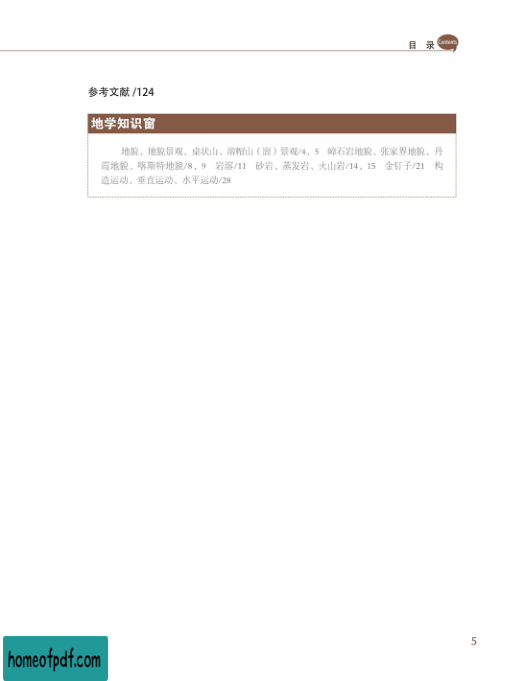 目 录 Contents
参考文献 /124
地学知识窗
地貌、地貌景观、桌状山、溶帽山（崮）景观/4、5 嶂石岩地貌、张家界地貌、丹
霞地貌、喀斯特地貌/8、9 岩溶/11 砂岩、蒸发岩、火山岩/14、15 金钉子/21 构
造运动、垂直运动、水平运动/28
5
homeofpdf.com